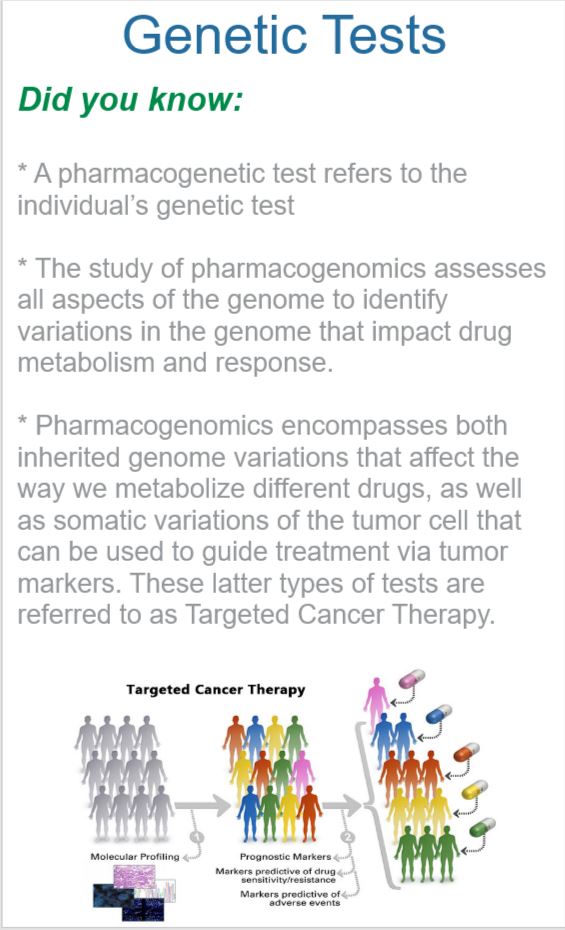 Genetic Tests
Did you know:
* A pharmacogenetic test refers to the
individual's genetic test
* The study of pharmacogenomics assesses
all aspects of the genome to identify
variations in the genome that impact drug
metabolism and response.
* Pharmacogenomics encompasses both
inherited genome variations that affect the
way we metabolize different drugs, as well
as somatic variations of the tumor cell that
can be used to guide treatment via tumor
markers. These latter types of tests are
referred to as Targeted Cancer Therapy.
Targeted Cancer Therapy
1
2
Molecular Profiling
Prognostic Markers
Markers predictive of drug
sensitivity/resistance
Markers predictive of
adverse events